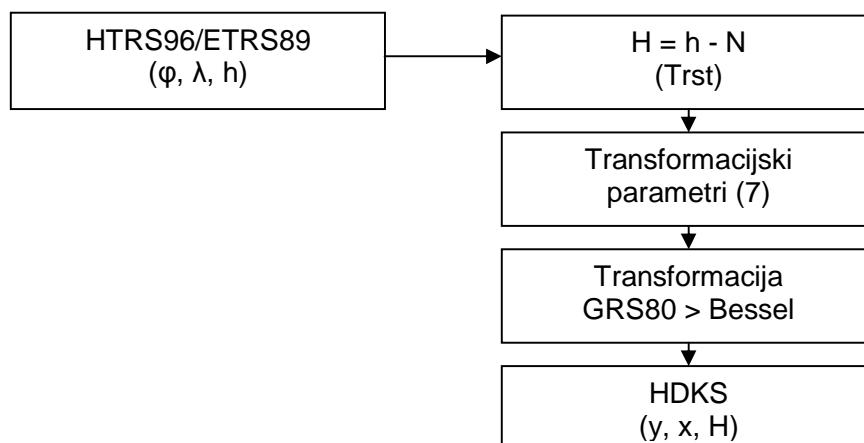 HTRS96/ETRS89
(φ, λ, h)
H = h - N
(Trst)
Transformacijski
parametri (7)
Transformacija
GRS80 > Bessel
HDKS
(y, x, H)